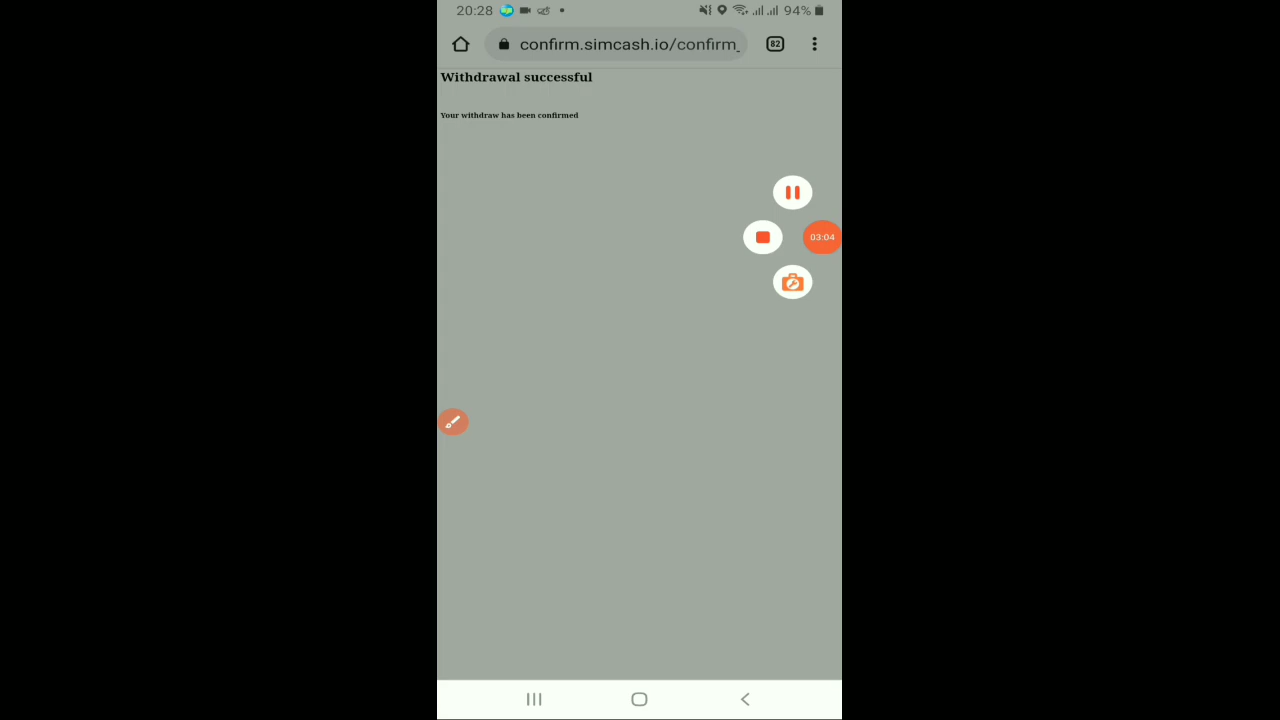 20:28
94%
confirm.simcash.io/confirm_
82
Withdrawal successful
Your withdraw has been confirmed
03:04